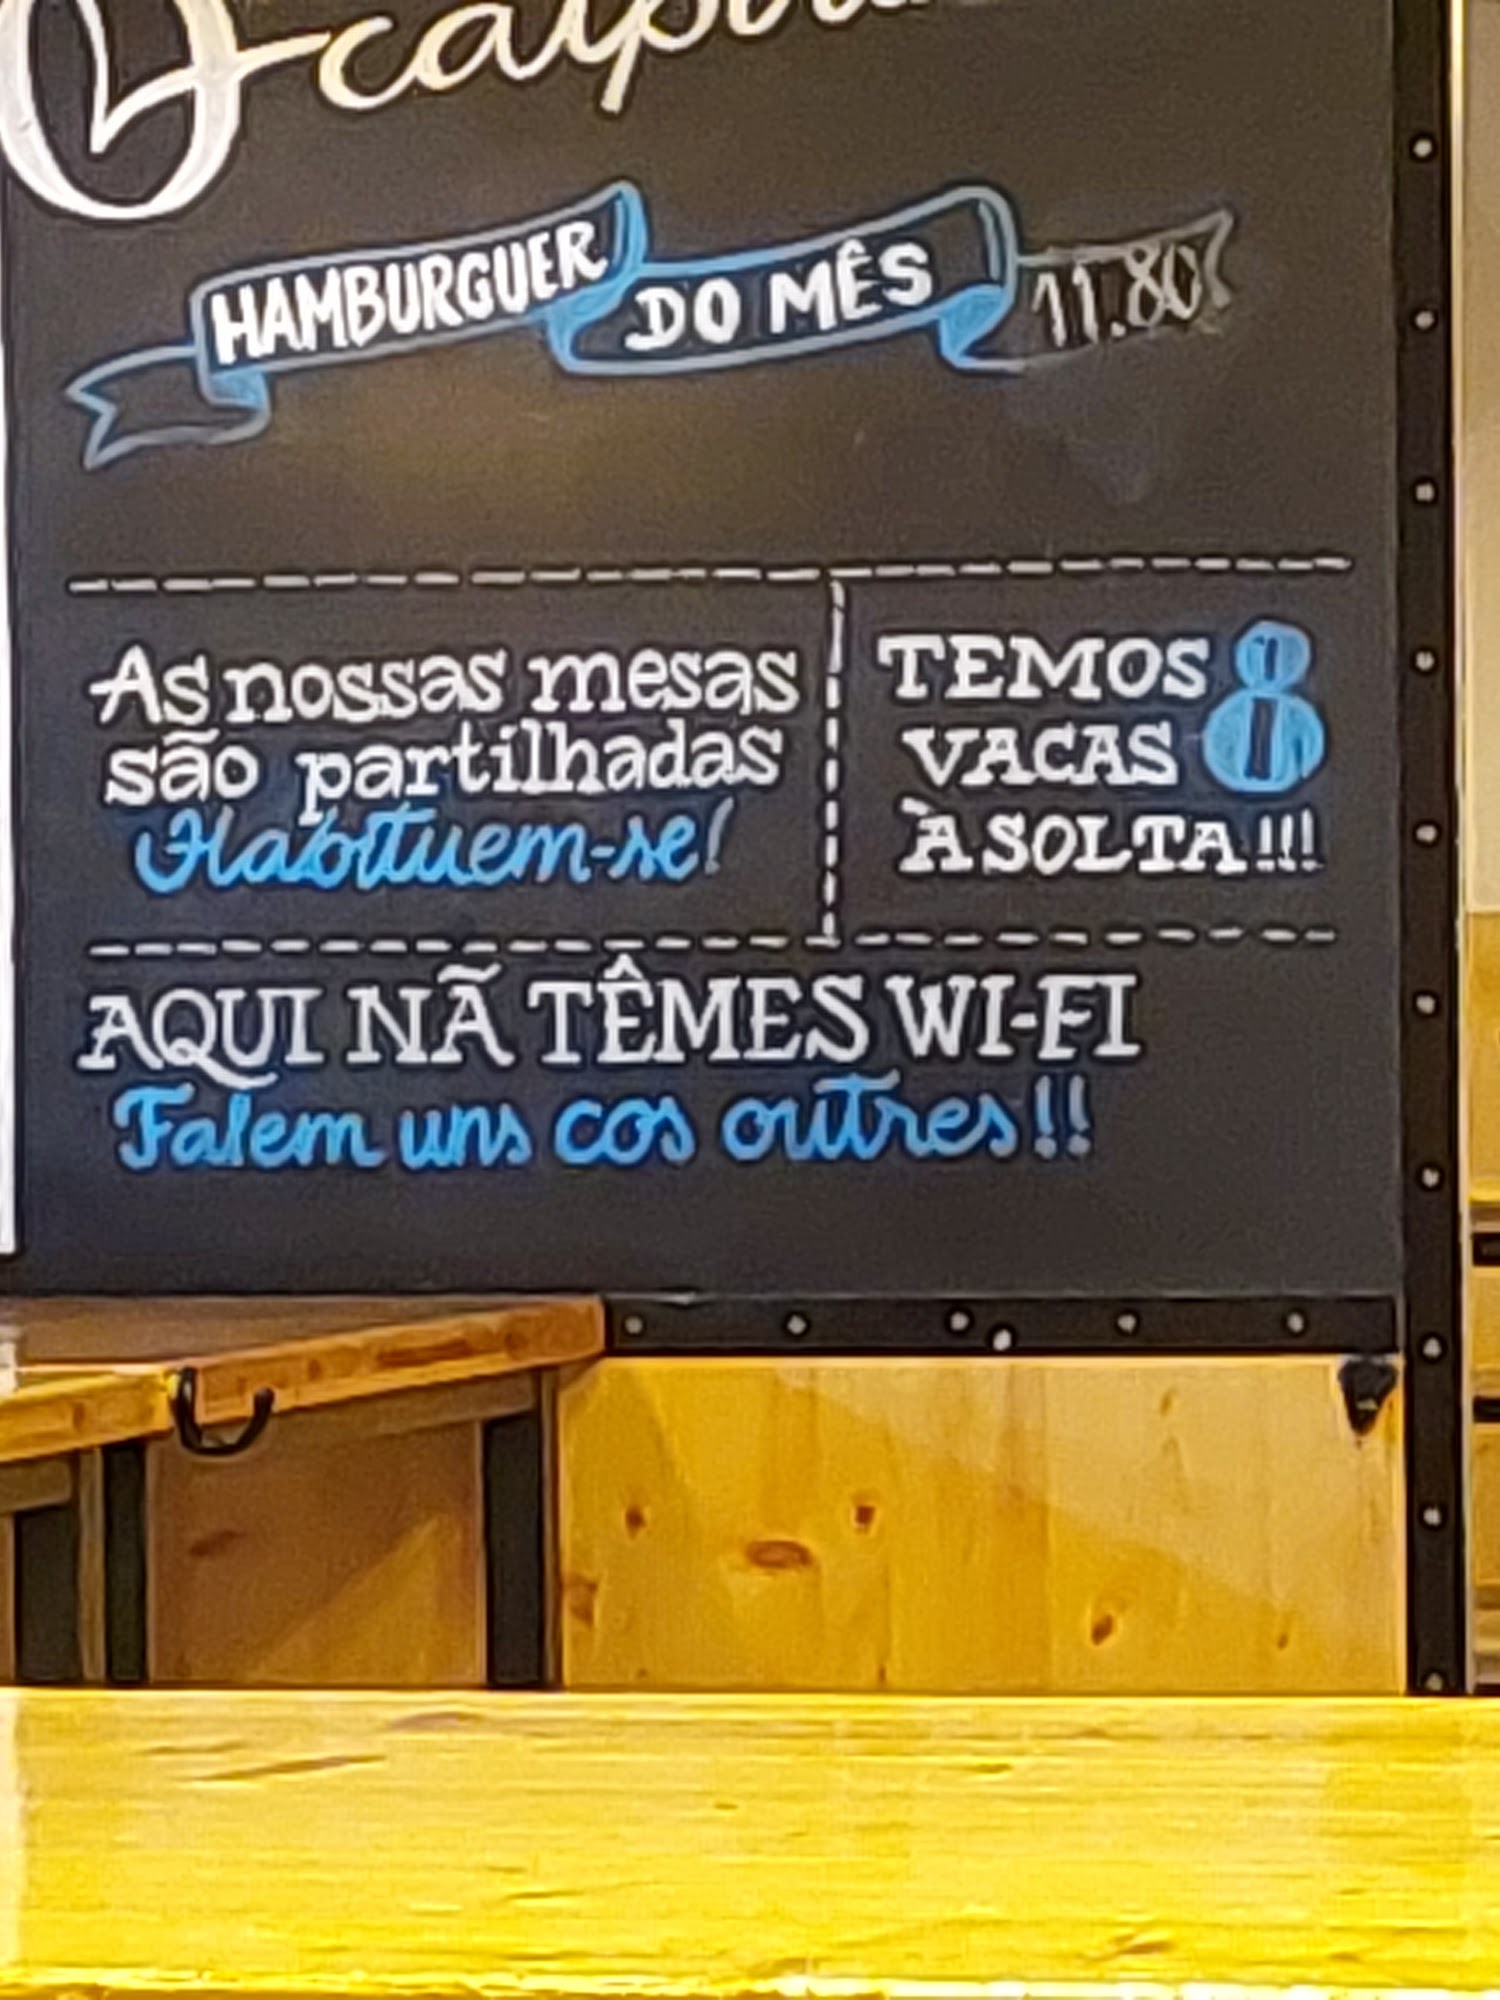 HAMBURGUER DO MÊS 11.80
As nossas mesas
são partilhadas
Habituem-se!
TEMOS 8
VACAS
À SOLTA!!!
AQUI NÃ TÊMES WI-FI
Falem uns cos outres!!